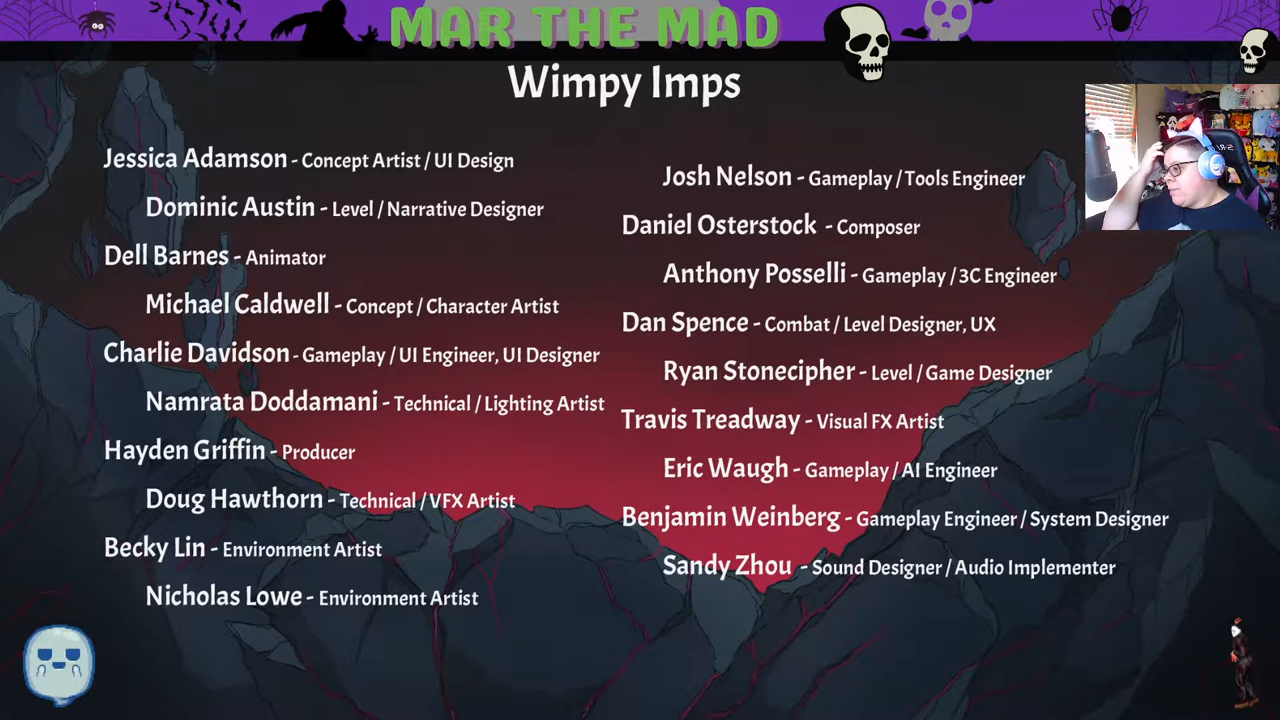 MAR THE MAD
Wimpy Imps
Jessica Adamson - Concept Artist / UI Design
Dominic Austin - Level / Narrative Designer
Dell Barnes - Animator
Michael Caldwell - Concept / Character Artist
Charlie Davidson - Gameplay / UI Engineer, UI Designer
Namrata Doddamani - Technical / Lighting Artist
Hayden Griffin - Producer
Doug Hawthorn - Technical / VFX Artist
Becky Lin - Environment Artist
Nicholas Lowe - Environment Artist
Josh Nelson - Gameplay / Tools Engineer
Daniel Osterstock - Composer
Anthony Posselli - Gameplay / 3C Engineer
Dan Spence - Combat / Level Designer, UX
Ryan Stonecipher - Level / Game Designer
Travis Treadway - Visual FX Artist
Eric Waugh - Gameplay / AI Engineer
Benjamin Weinberg - Gameplay Engineer / System Designer
Sandy Zhou - Sound Designer / Audio Implementer